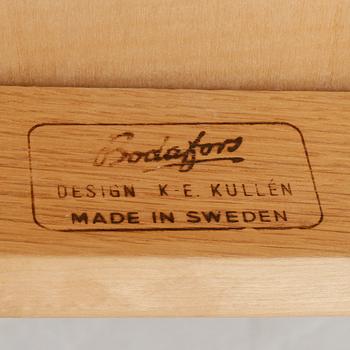 Bodafors
DESIGN K-E. KULLÉN
MADE IN SWEDEN